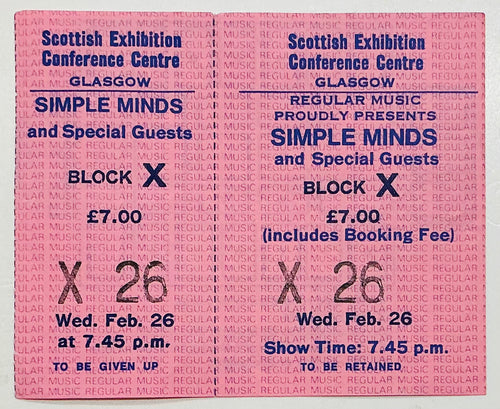 Scottish Exhibition
Conference Centre
GLASGOW
SIMPLE MINDS
and Special Guests
BLOCK X
£7.00
X 26
Wed. Feb. 26
at 7.45 p.m.
TO BE GIVEN UP
Scottish Exhibition
Conference Centre
GLASGOW
REGULAR MUSIC
PROUDLY PRESENTS
SIMPLE MINDS
and Special Guests
BLOCK X
£7.00
(includes Booking Fee)
X 26
Wed. Feb. 26
Show Time: 7.45 p.m.
TO BE RETAINED